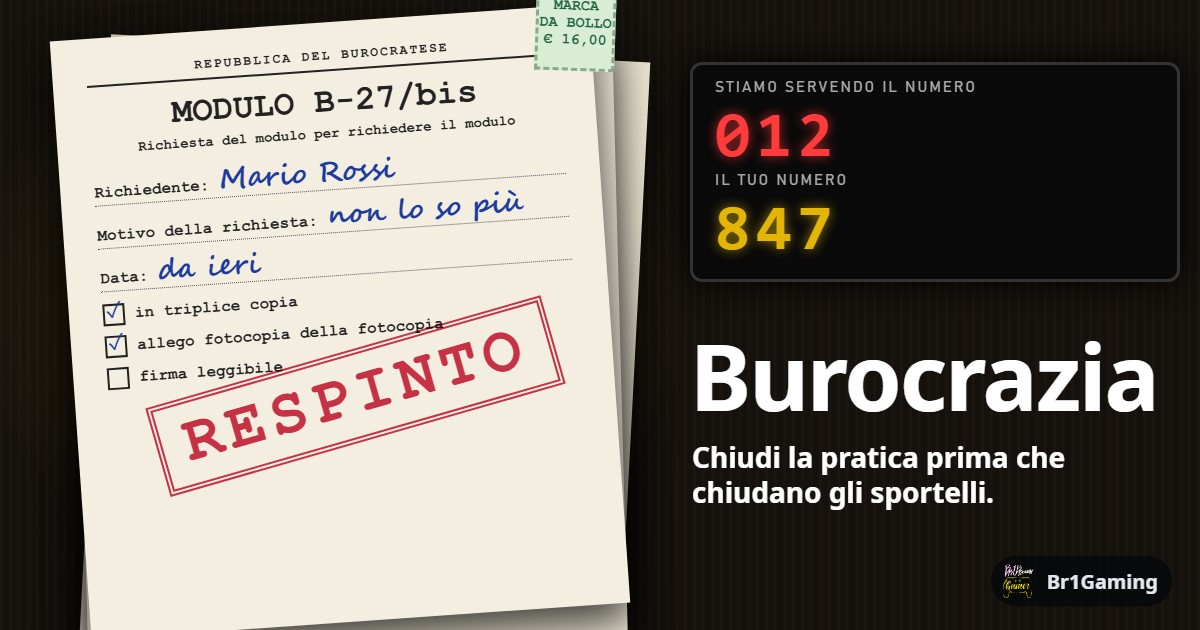 REPUBBLICA DEL BUROCRATESE
MARCA
DA BOLLO
€ 16,00
MODULO B-27/bis
Richiesta del modulo per richiedere il modulo
Richiedente: Mario Rossi
Motivo della richiesta: non lo so più
Data: da ieri
in triplice copia
allego fotocopia della fotocopia
firma leggibile
RESPINTO
STIAMO SERVENDO IL NUMERO
012
IL TUO NUMERO
847
Burocrazia
Chiudi la pratica prima che
chiudano gli sportelli.
Br1Gaming